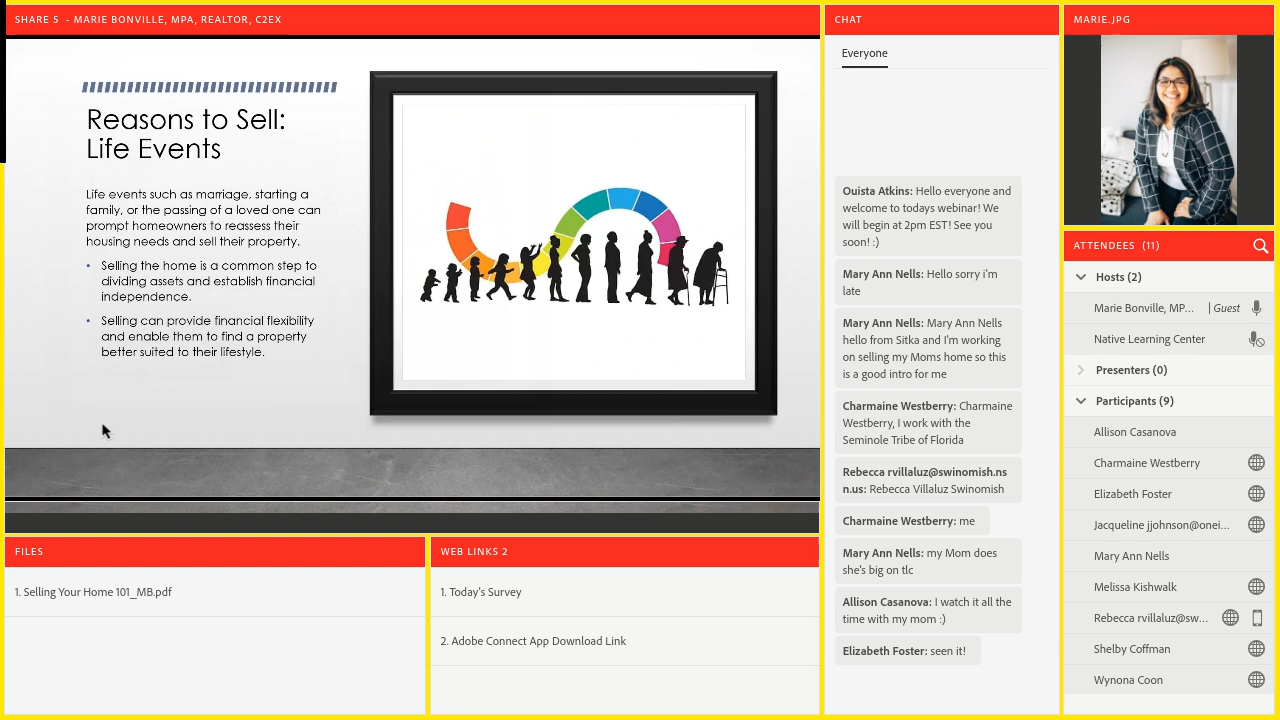 SHARE 5 - MARIE BONVILLE, MPA, REALTOR, C2EX
Reasons to Sell:
Life Events
Life events such as marriage, starting a
family, or the passing of a loved one can
prompt homeowners to reassess their
housing needs and sell their property.
• Selling the home is a common step to
dividing assets and establish financial
independence.
• Selling can provide financial flexibility
and enable them to find a property
better suited to their lifestyle.
FILES
1. Selling Your Home 101_MB.pdf
WEB LINKS 2
1. Today's Survey
2. Adobe Connect App Download Link
CHAT
Everyone
Ouista Atkins: Hello everyone and
welcome to todays webinar! We
will begin at 2pm EST! See you
soon! :)
Mary Ann Nells: Hello sorry i'm
late
Mary Ann Nells: Mary Ann Nells
hello from Sitka and I'm working
on selling my Moms home so this
is a good intro for me
Charmaine Westberry: Charmaine
Westberry, I work with the
Seminole Tribe of Florida
Rebecca rvillaluz@swinomish.ns
n.us: Rebecca Villaluz Swinomish
Charmaine Westberry: me
Mary Ann Nells: my Mom does
she's big on tlc
Allison Casanova: I watch it all the
time with my mom :)
Elizabeth Foster: seen it!
MARIE.JPG
ATTENDEES (11)
Hosts (2)
Marie Bonville, MP... | Guest
Native Learning Center
Presenters (0)
Participants (9)
Allison Casanova
Charmaine Westberry
Elizabeth Foster
Jacqueline jjohnson@onei...
Mary Ann Nells
Melissa Kishwalk
Rebecca rvillaluz@sw...
Shelby Coffman
Wynona Coon